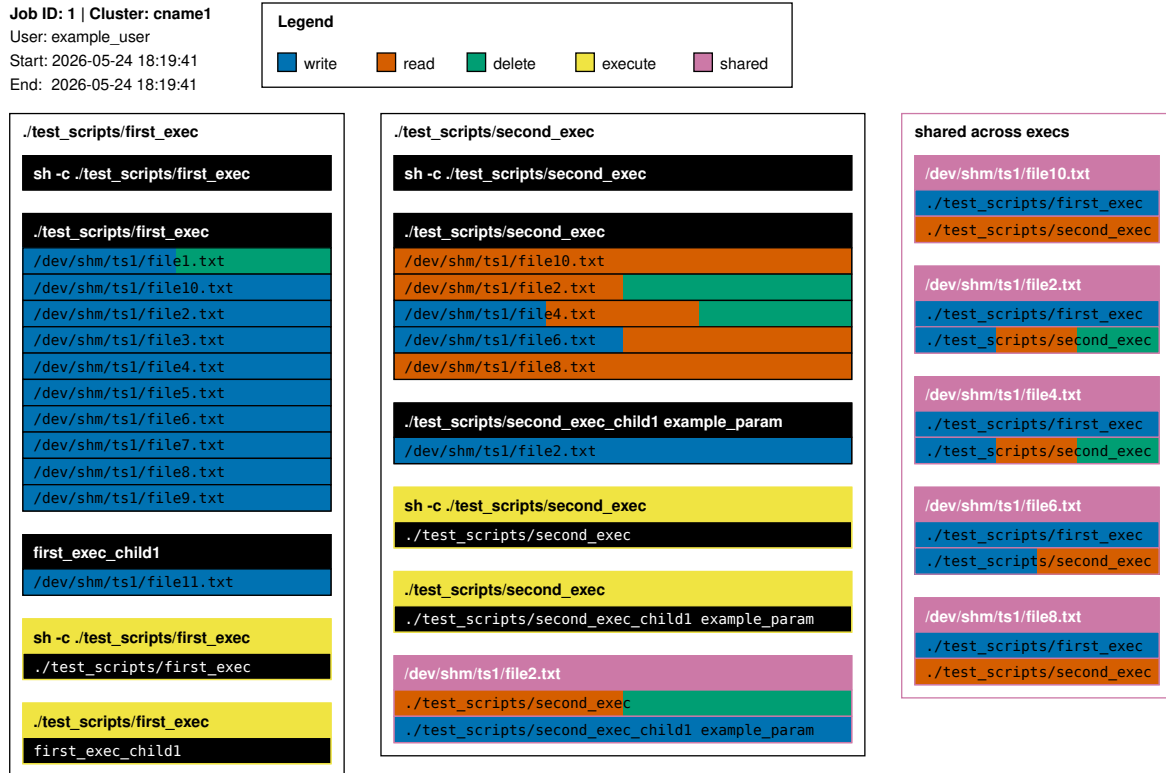 Job ID: 1 | Cluster: cname1
User: example_user
Start: 2026-05-24 18:19:41
End: 2026-05-24 18:19:41
Legend
write
read
delete
execute
shared
./test_scripts/first_exec
sh -c ./test_scripts/first_exec
./test_scripts/first_exec
/dev/shm/ts1/file1.txt
/dev/shm/ts1/file10.txt
/dev/shm/ts1/file2.txt
/dev/shm/ts1/file3.txt
/dev/shm/ts1/file4.txt
/dev/shm/ts1/file5.txt
/dev/shm/ts1/file6.txt
/dev/shm/ts1/file7.txt
/dev/shm/ts1/file8.txt
/dev/shm/ts1/file9.txt
first_exec_child1
/dev/shm/ts1/file11.txt
sh -c ./test_scripts/first_exec
./test_scripts/first_exec
./test_scripts/first_exec
first_exec_child1
./test_scripts/second_exec
sh -c ./test_scripts/second_exec
./test_scripts/second_exec
/dev/shm/ts1/file10.txt
/dev/shm/ts1/file2.txt
/dev/shm/ts1/file4.txt
/dev/shm/ts1/file6.txt
/dev/shm/ts1/file8.txt
./test_scripts/second_exec_child1 example_param
/dev/shm/ts1/file2.txt
sh -c ./test_scripts/second_exec
./test_scripts/second_exec
./test_scripts/second_exec
./test_scripts/second_exec_child1 example_param
/dev/shm/ts1/file2.txt
./test_scripts/second_exec
./test_scripts/second_exec_child1 example_param
shared across execs
/dev/shm/ts1/file10.txt
./test_scripts/first_exec
./test_scripts/second_exec
/dev/shm/ts1/file2.txt
./test_scripts/first_exec
./test_scripts/second_exec
/dev/shm/ts1/file4.txt
./test_scripts/first_exec
./test_scripts/second_exec
/dev/shm/ts1/file6.txt
./test_scripts/first_exec
./test_scripts/second_exec
/dev/shm/ts1/file8.txt
./test_scripts/first_exec
./test_scripts/second_exec